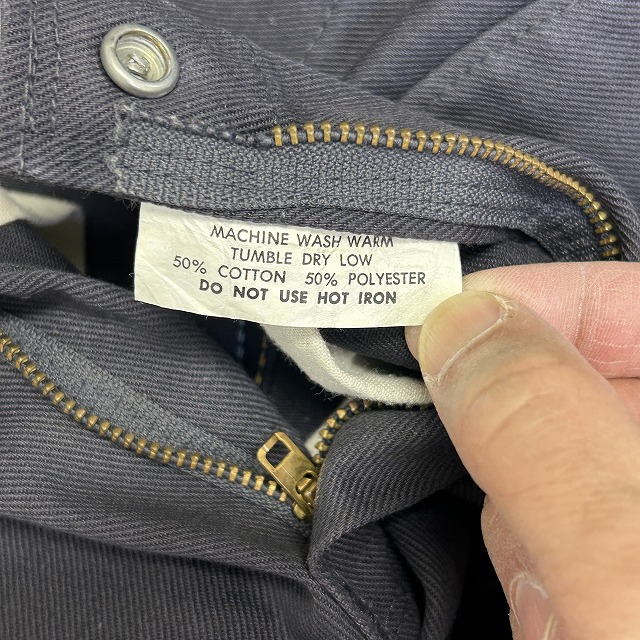 MACHINE WASH WARM
TUMBLE DRY LOW
50% COTTON 50% POLYESTER
DO NOT USE HOT IRON